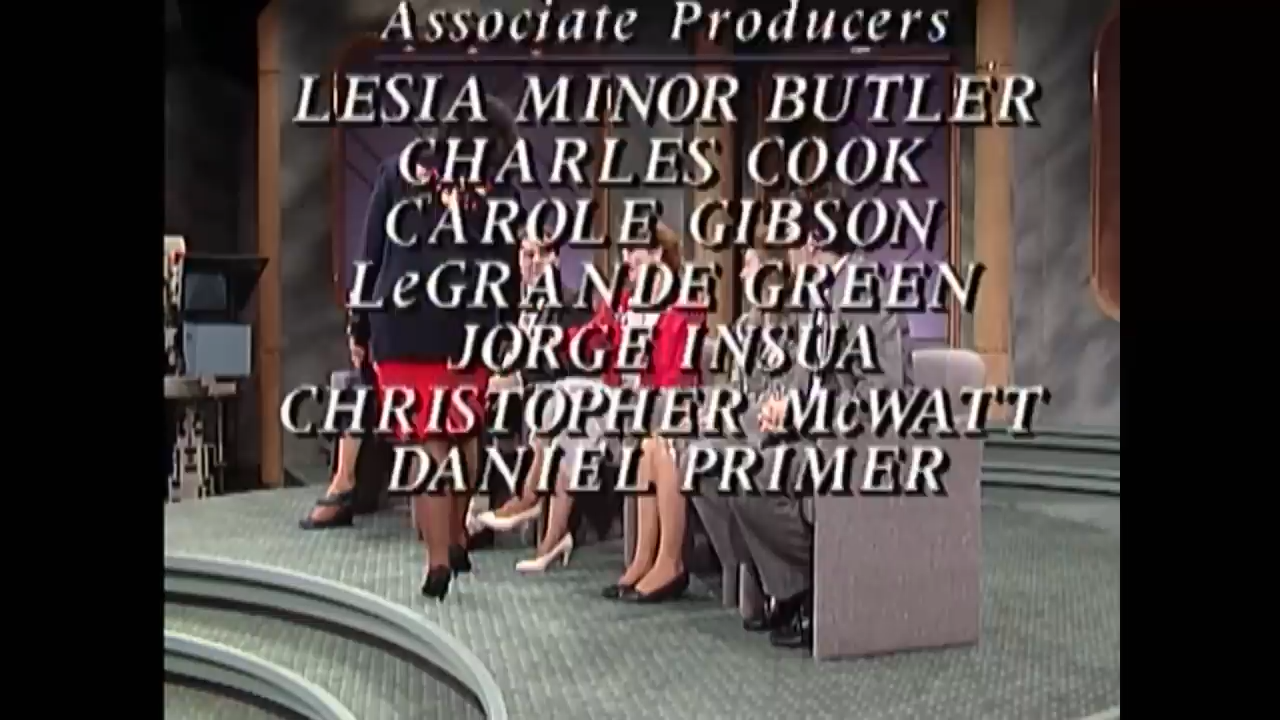 Associate Producers
LESIA MINOR BUTLER
CHARLES COOK
CAROLE GIBSON
LeGRANDE GREEN
JORGE INSUA
CHRISTOPHER McWATT
DANIEL PRIMER